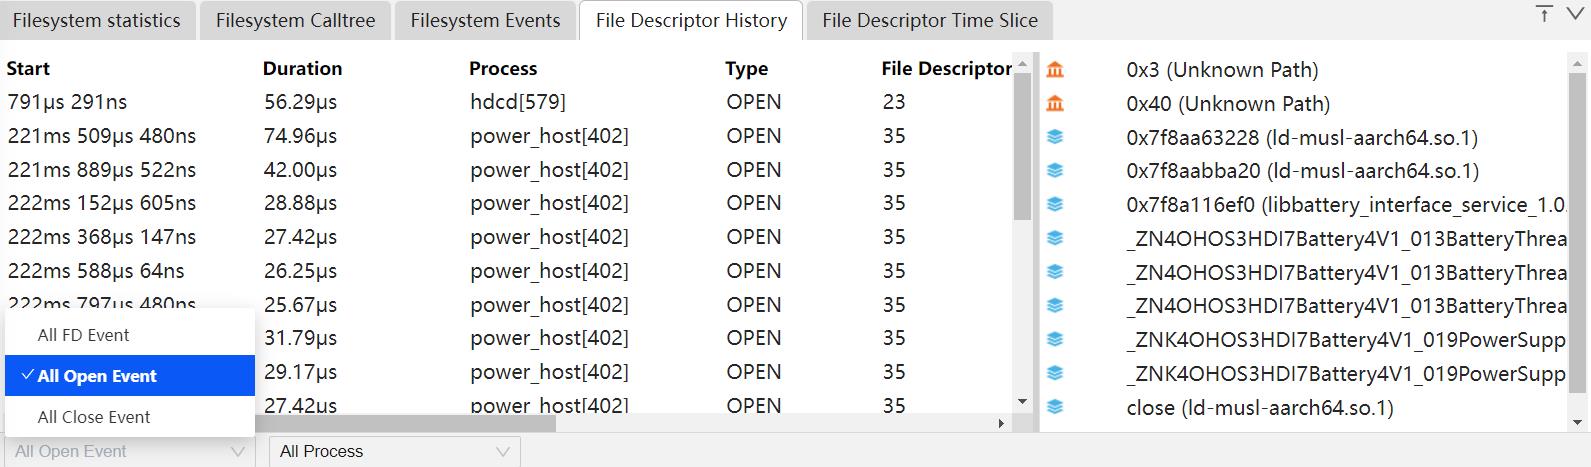 Filesystem statistics Filesystem Calltree Filesystem Events File Descriptor History File Descriptor Time Slice
Start Duration Process Type File Descriptor
791μs 291ns 56.29μs hdcd[579] OPEN 23
221ms 509μs 480ns 74.96μs power_host[402] OPEN 35
221ms 889μs 522ns 42.00μs power_host[402] OPEN 35
222ms 152μs 605ns 28.88μs power_host[402] OPEN 35
222ms 368μs 147ns 27.42μs power_host[402] OPEN 35
222ms 588μs 64ns 26.25μs power_host[402] OPEN 35
222ms 797μs 480ns 25.67μs power_host[402] OPEN 35
31.79μs power_host[402] OPEN 35
29.17μs power_host[402] OPEN 35
27.42μs power_host[402] OPEN 35
All FD Event
All Open Event
All Close Event
All Open Event All Process
0x3 (Unknown Path)
0x40 (Unknown Path)
0x7f8aa63228 (ld-musl-aarch64.so.1)
0x7f8aabba20 (ld-musl-aarch64.so.1)
0x7f8a116ef0 (libbattery_interface_service_1.0.
_ZN4OHOS3HDI7Battery4V1_013BatteryThrea
_ZN4OHOS3HDI7Battery4V1_013BatteryThrea
_ZN4OHOS3HDI7Battery4V1_013BatteryThrea
_ZNK4OHOS3HDI7Battery4V1_019PowerSupp
_ZNK4OHOS3HDI7Battery4V1_019PowerSupp
close (ld-musl-aarch64.so.1)